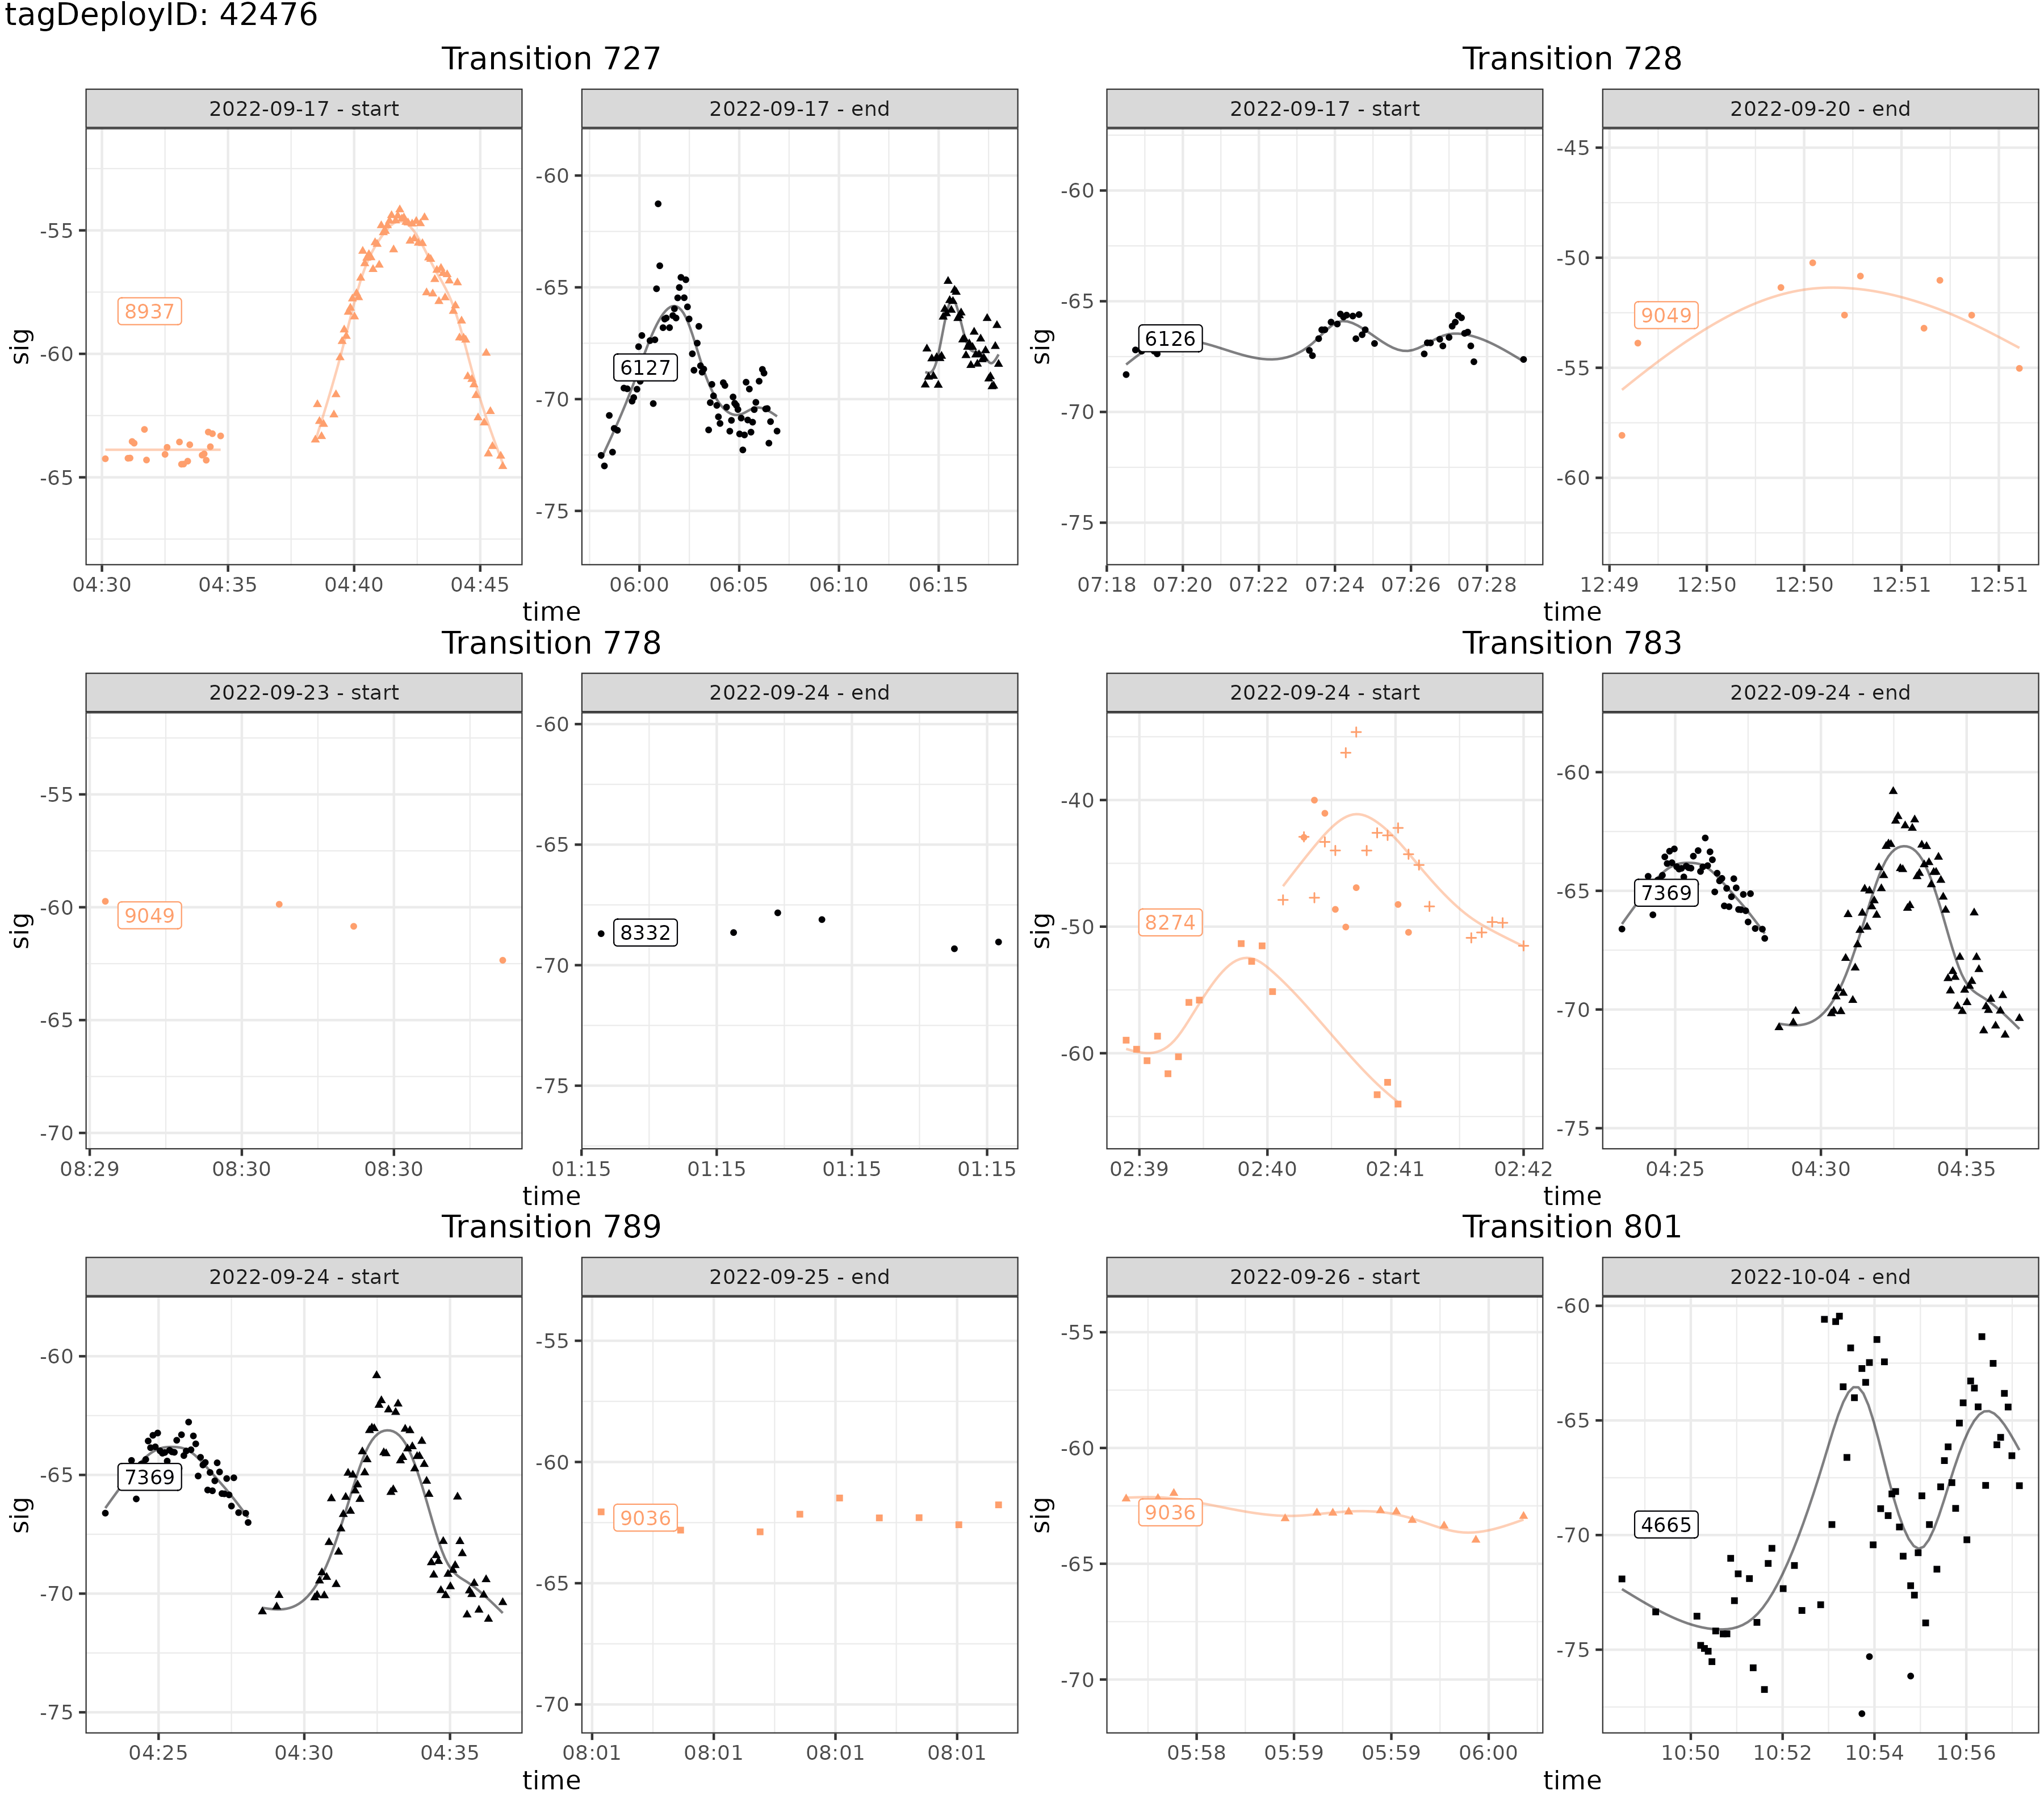 tagDeployID: 42476
Transition 727
Transition 728
2022-09-17 - start
2022-09-17 - end
2022-09-17 - start
2022-09-20 - end
sig
-55
-60
-65
8937
04:30 04:35 04:40 04:45
-60
-65
-70
-75
6127
06:00 06:05 06:10 06:15
time
sig
-60
-65
-70
-75
6126
07:18 07:20 07:22 07:24 07:26 07:28
-45
-50
-55
-60
9049
12:49 12:50 12:50 12:51 12:51
time
Transition 778
Transition 783
2022-09-23 - start
2022-09-24 - end
2022-09-24 - start
2022-09-24 - end
sig
-55
-60
-65
-70
9049
08:29 08:30 08:30
-60
-65
-70
-75
8332
01:15 01:15 01:15 01:15
time
sig
-40
-50
-60
8274
02:39 02:40 02:41 02:42
-60
-65
-70
-75
7369
04:25 04:30 04:35
time
Transition 789
Transition 801
2022-09-24 - start
2022-09-25 - end
2022-09-26 - start
2022-10-04 - end
sig
-60
-65
-70
-75
7369
04:25 04:30 04:35
-55
-60
-65
-70
9036
08:01 08:01 08:01 08:01
time
sig
-55
-60
-65
-70
9036
05:58 05:59 05:59 06:00
-60
-65
-70
-75
4665
10:50 10:52 10:54 10:56
time